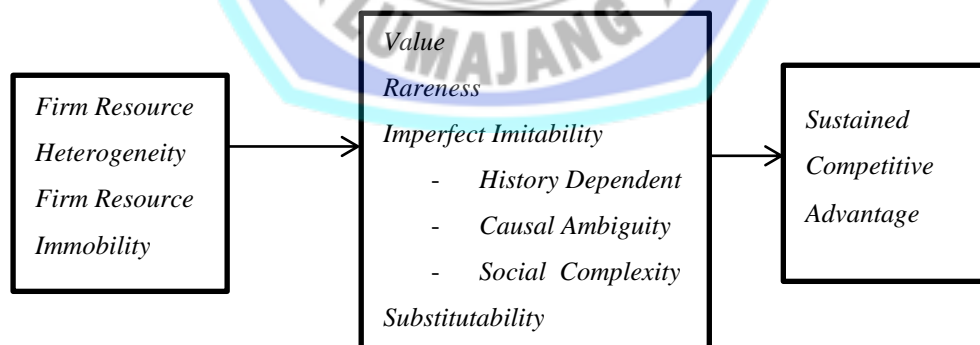 LUMAJANG
Firm Resource
Heterogeneity
Firm Resource
Immobility
Value
Rareness
Imperfect Imitability
- History Dependent
- Causal Ambiguity
- Social Complexity
Substitutability
Sustained
Competitive
Advantage